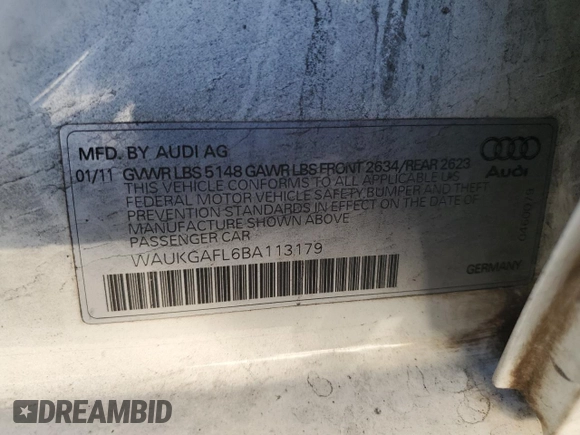 MFD. BY AUDI AG
01/11 GVWR LBS 5148 GAWR LBS FRONT 2634/REAR 2623
THIS VEHICLE CONFORMS TO ALL APPLICABLE US
FEDERAL MOTOR VEHICLE SAFETY, BUMPER AND THEFT
PREVENTION STANDARDS IN EFFECT ON THE DATE OF
MANUFACTURE SHOWN ABOVE
PASSENGER CAR
WAUKGAFL6BA113179
Audi
GERMANY
DREAMBID